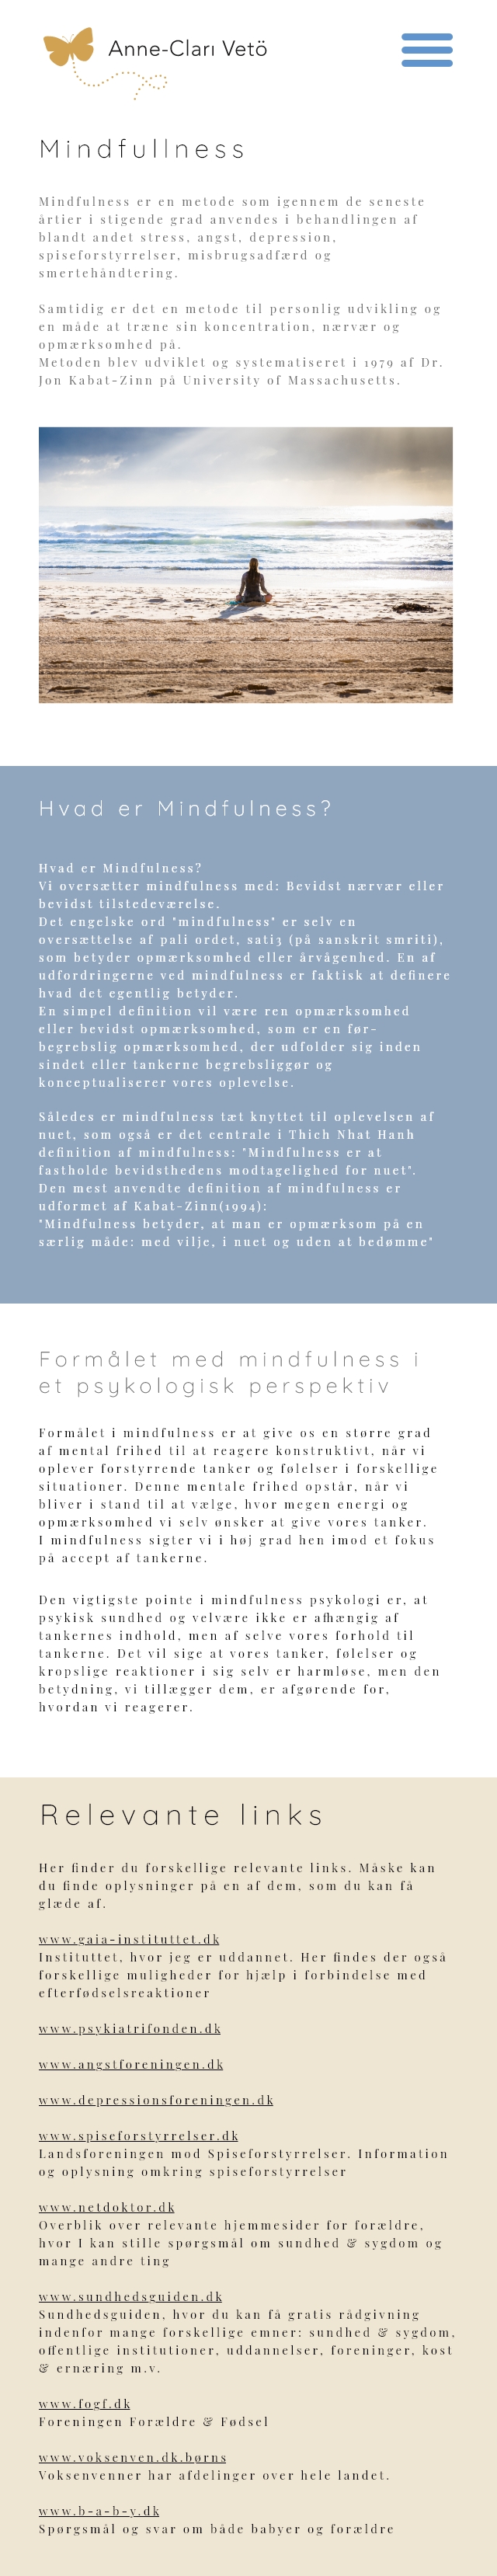 Anne-Cları Vetö
Mindfullness
Mindfulness er en metode som igennem de seneste
årtier i stigende grad anvendes i behandlingen af
blandt andet stress, angst, depression,
spiseforstyrrelser, misbrugsadfærd og
smertehåndtering.
Samtidig er det en metode til personlig udvikling og
en måde at træne sin koncentration, nærvær og
opmærksomhed på.
Metoden blev udviklet og systematiseret i 1979 af Dr.
Jon Kabat-Zinn på University of Massachusetts.
Hvad er Mindfulness?
Hvad er Mindfulness?
Vi oversætter mindfulness med: Bevidst nærvær eller
bevidst tilstedeværelse.
Det engelske ord "mindfulness" er selv en
oversættelse af pali ordet, sati3 (på sanskrit smriti),
som betyder opmærksomhed eller årvågenhed. En af
udfordringerne ved mindfulness er faktisk at definere
hvad det egentlig betyder.
En simpel definition vil være ren opmærksomhed
eller bevidst opmærksomhed, som er en før-
begrebslig opmærksomhed, der udfolder sig inden
sindet eller tankerne begrebsliggør og
konceptualiserer vores oplevelse.
Således er mindfulness tæt knyttet til oplevelsen af
nuet, som også er det centrale i Thich Nhat Hanh
definition af mindfulness: "Mindfulness er at
fastholde bevidsthedens modtagelighed for nuet".
Den mest anvendte definition af mindfulness er
udformet af Kabat-Zinn(1994):
"Mindfulness betyder, at man er opmærksom på en
særlig måde: med vilje, i nuet og uden at bedømme"
Formålet med mindfulness i
et psykologisk perspektiv
Formålet i mindfulness er at give os en større grad
af mental frihed til at reagere konstruktivt, når vi
oplever forstyrrende tanker og følelser i forskellige
situationer. Denne mentale frihed opstår, når vi
bliver i stand til at vælge, hvor megen energi og
opmærksomhed vi selv ønsker at give vores tanker.
I mindfulness sigter vi i høj grad hen imod et fokus
på accept af tankerne.
Den vigtigste pointe i mindfulness psykologi er, at
psykisk sundhed og velvære ikke er afhængig af
tankernes indhold, men af selve vores forhold til
tankerne. Det vil sige at vores tanker, følelser og
kropslige reaktioner i sig selv er harmløse, men den
betydning, vi tillægger dem, er afgørende for,
hvordan vi reagerer.
Relevante links
Her finder du forskellige relevante links. Måske kan
du finde oplysninger på en af dem, som du kan få
glæde af.
www.gaia-instituttet.dk
Instituttet, hvor jeg er uddannet. Her findes der også
forskellige muligheder for hjælp i forbindelse med
efterfødselsreaktioner
www.psykiatrifonden.dk
www.angstforeningen.dk
www.depressionsforeningen.dk
www.spiseforstyrrelser.dk
Landsforeningen mod Spiseforstyrrelser. Information
og oplysning omkring spiseforstyrrelser
www.netdoktor.dk
Overblik over relevante hjemmesider for forældre,
hvor I kan stille spørgsmål om sundhed & sygdom og
mange andre ting
www.sundhedsguiden.dk
Sundhedsguiden, hvor du kan få gratis rådgivning
indenfor mange forskellige emner: sundhed & sygdom,
offentlige institutioner, uddannelser, foreninger, kost
& ernæring m.v.
www.fogf.dk
Foreningen Forældre & Fødsel
www.voksenven.dk.børns
Voksenvenner har afdelinger over hele landet.
www.b-a-b-y.dk
Spørgsmål og svar om både babyer og forældre